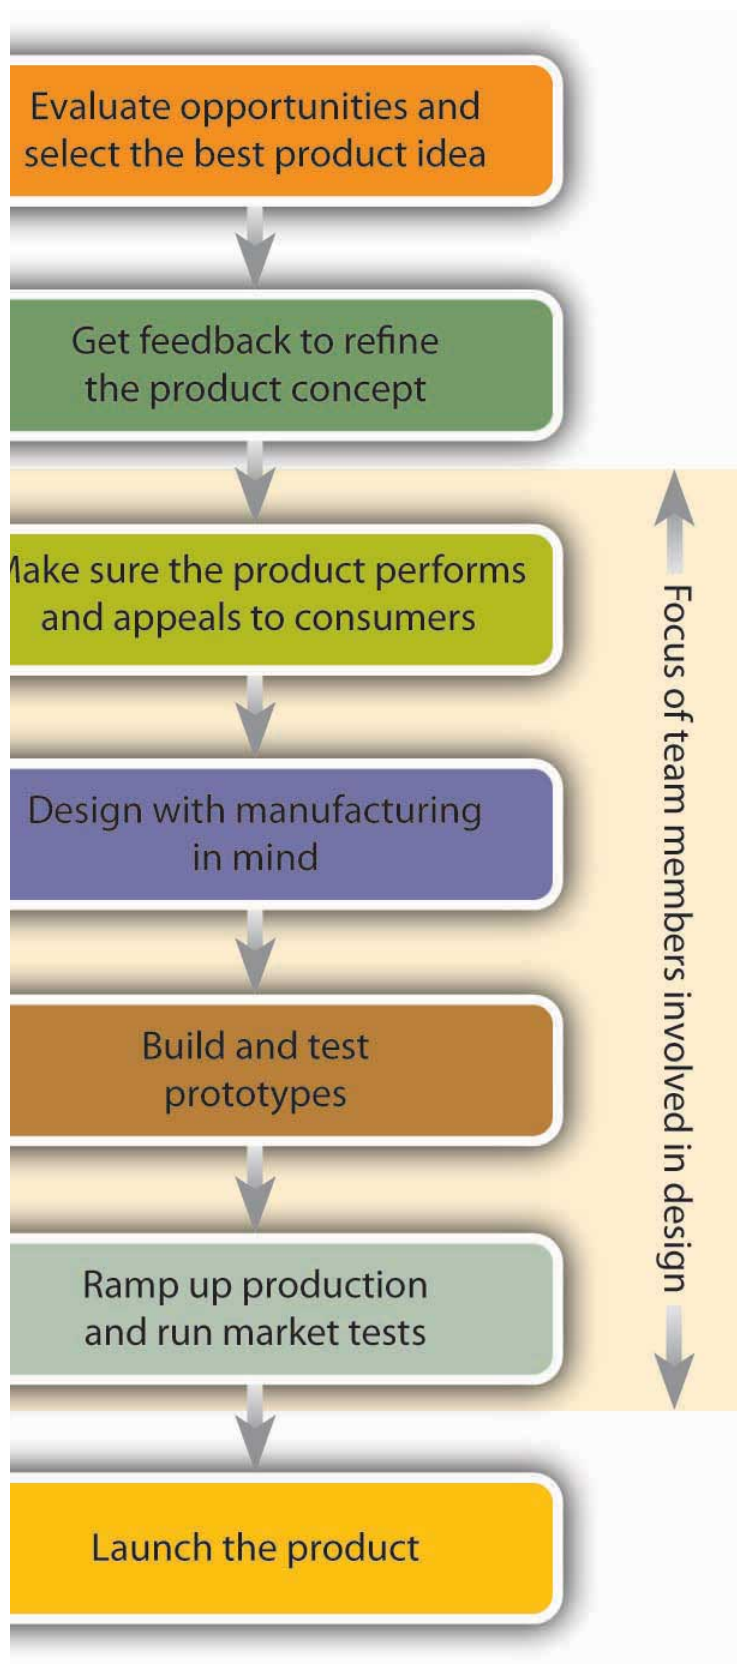 Evaluate opportunities and
select the best product idea
Get feedback to refine
the product concept
Make sure the product performs
and appeals to consumers
Design with manufacturing
in mind
Build and test
prototypes
Ramp up production
and run market tests
Launch the product
Focus of team members involved in design